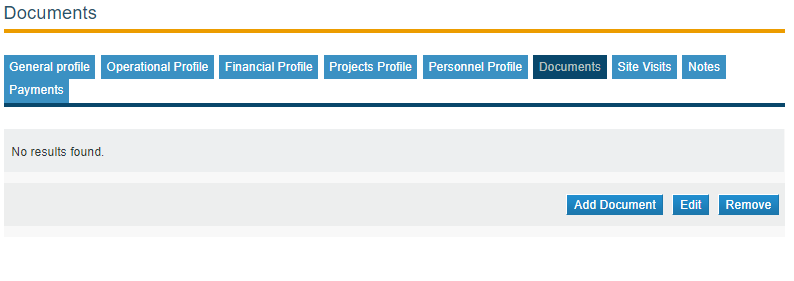 Documents
General profile Operational Profile Financial Profile Projects Profile Personnel Profile Documents Site Visits Notes
Payments
No results found.
Add Document Edit Remove